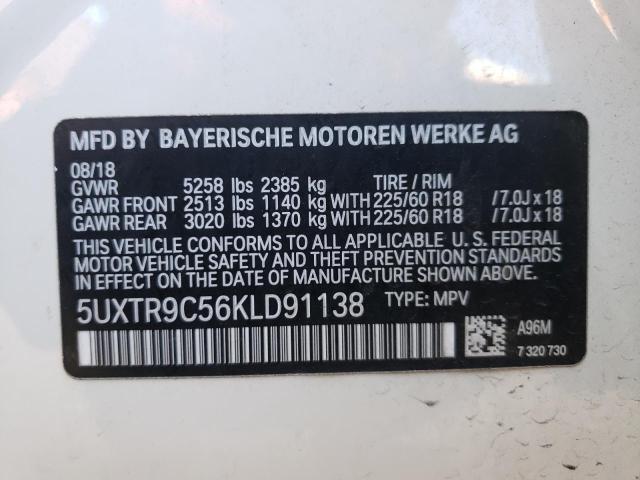 MFD BY BAYERISCHE MOTOREN WERKE AG
08/18
GVWR 5258 lbs 2385 kg TIRE / RIM
GAWR FRONT 2513 lbs 1140 kg WITH 225/60 R18 /7.0J x 18
GAWR REAR 3020 lbs 1370 kg WITH 225/60 R18 /7.0J x 18
THIS VEHICLE CONFORMS TO ALL APPLICABLE U. S. FEDERAL
MOTOR VEHICLE SAFETY AND THEFT PREVENTION STANDARDS
IN EFFECT ON THE DATE OF MANUFACTURE SHOWN ABOVE.
5UXTR9C56KLD91138 TYPE: MPV
A96M
7 320 730